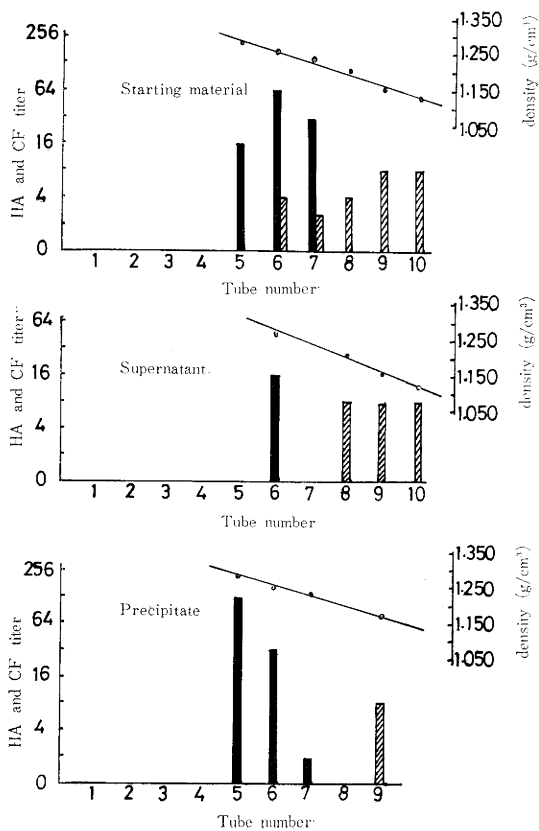 256
64
16
4
0
HA and CF titer
Starting material
1.350
1.250
1.150
1.050
density (g/cm³)
1 2 3 4 5 6 7 8 9 10
Tube number
64
16
4
0
HA and CF titer
Supernatant
1.350
1.250
1.150
1.050
density (g/cm³)
1 2 3 4 5 6 7 8 9 10
Tube number
256
64
16
4
0
HA and CF titer
Precipitate
1.350
1.250
1.150
1.050
density (g/cm³)
1 2 3 4 5 6 7 8 9
Tube number